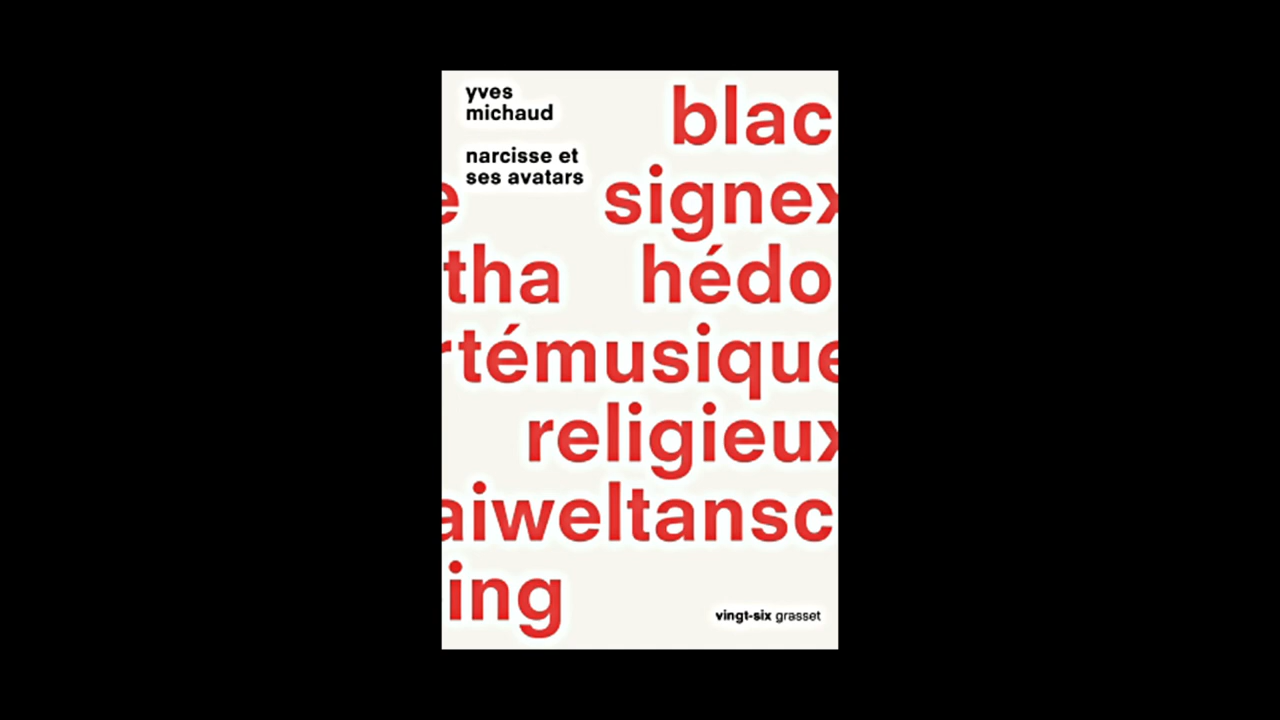 yves
michaud
narcisse et
ses avatars
blac
e signex
tha hédo
rtémusique
religieux
aiweltansc
ing
vingt-six grasset